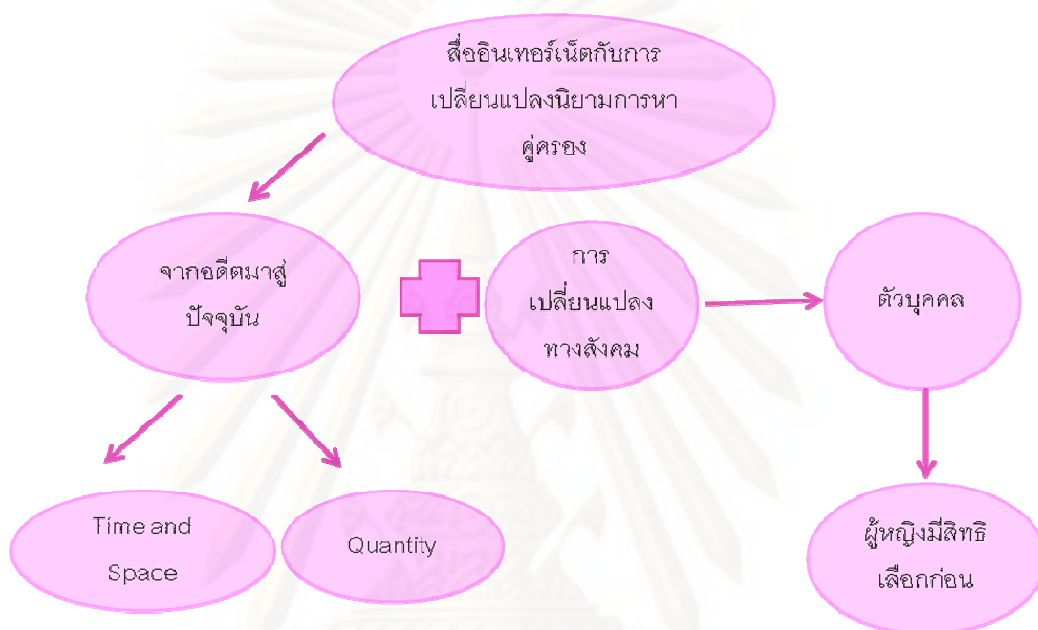 สื่ออินเทอร์เน็ตกับการ
เปลี่ยนแปลงนิยามการหา
คู่ครอง
จากอดีตมาสู่
ปัจจุบัน
การ
เปลี่ยนแปลง
ทางสังคม
ตัวบุคคล
Time and
Space
Quantity
ผู้หญิงมีสิทธิ
เลือกก่อน